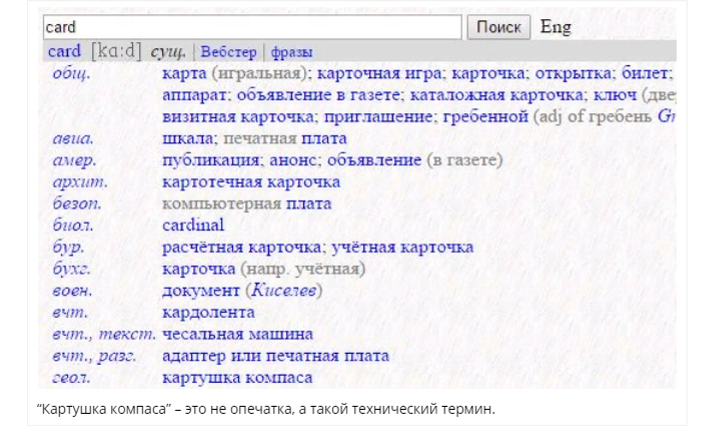 card Поиск Eng
card [kɑ:d] сущ. | Вебстер | фразы
общ. карта (игральная); карточная игра; карточка; открытка; билет;
аппарат; объявление в газете; каталожная карточка; ключ (две
визитная карточка; приглашение; гребенной (adj of гребень Gr
авиа. шкала; печатная плата
амер. публикация; анонс; объявление (в газете)
архит. картотечная карточка
безоп. компьютерная плата
биол. cardinal
бур. расчётная карточка; учётная карточка
бухг. карточка (напр. учётная)
воен. документ (Киселев)
вчт. кардолента
вчт., текст. чесальная машина
вчт., разг. адаптер или печатная плата
геол. картушка компаса
“Картушка компаса” – это не опечатка, а такой технический термин.